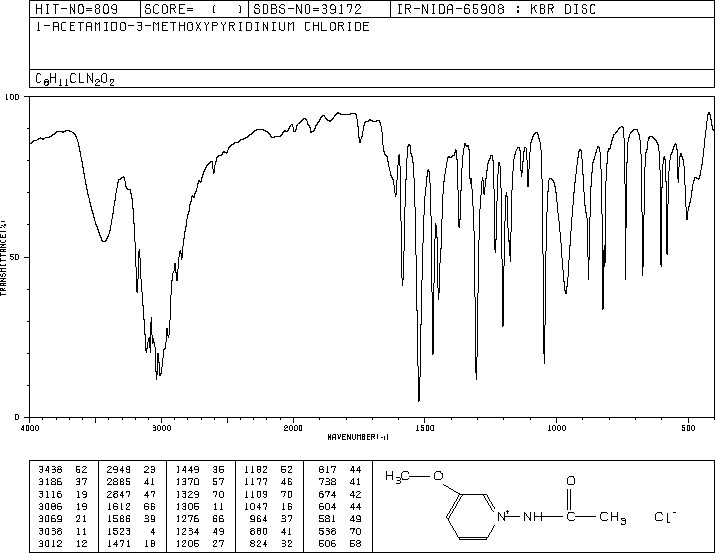 HIT-NO=809 SCORE= ( ) SDBS-NO=39172 IR-NIDA-65908 : KBR DISC
1-ACETAMIDO-3-METHOXYPYRIDINIUM CHLORIDE
C8H11CLN2O2
100
50
0
TRANSMITTANCE(%)
4000 3000 2000 1500 1000 500
WAVENUMBER(-1)
3438 52 2949 23 1449 35 1182 52 817 44
3186 37 2885 41 1370 57 1177 46 738 41
3116 19 2847 47 1329 70 1109 70 674 42
3086 19 1612 66 1305 11 1047 16 604 44
3069 21 1586 39 1276 66 964 37 581 49
3038 11 1523 4 1234 49 880 41 538 70
3012 12 1471 18 1205 27 824 32 506 58
H3C O
O
N+ NH C CH3 Cl-